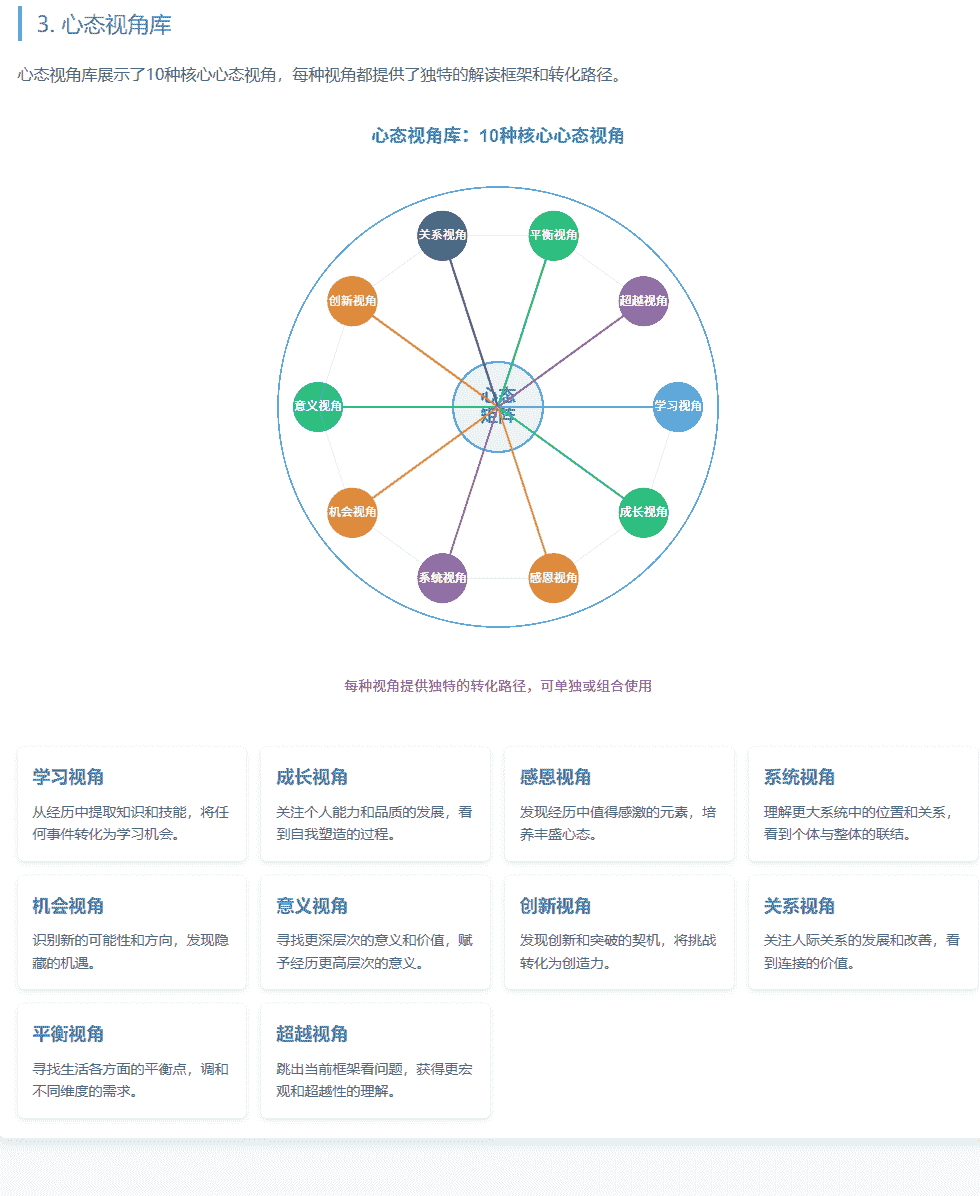 3. 心态视角库
心态视角库展示了10种核心心态视角，每种视角都提供了独特的解读框架和转化路径。
心态视角库：10种核心心态视角
关系视角
平衡视角
创新视角
超越视角
心态
矩阵
意义视角
学习视角
机会视角
成长视角
系统视角
感恩视角
每种视角提供独特的转化路径，可单独或组合使用
学习视角
从经历中提取知识和技能，将任
何事件转化为学习机会。
成长视角
关注个人能力和品质的发展，看
到自我塑造的过程。
感恩视角
发现经历中值得感激的元素，培
养丰盛心态。
系统视角
理解更大系统中的位置和关系，
看到个体与整体的联结。
机会视角
识别新的可能性和方向，发现隐
藏的机遇。
意义视角
寻找更深层次的意义和价值，赋
予经历更高层次的意义。
创新视角
发现创新和突破的契机，将挑战
转化为创造力。
关系视角
关注人际关系的发展和改善，看
到连接的价值。
平衡视角
寻找生活各方面的平衡点，调和
不同维度的需求。
超越视角
跳出当前框架看问题，获得更宏
观和超越性的理解。